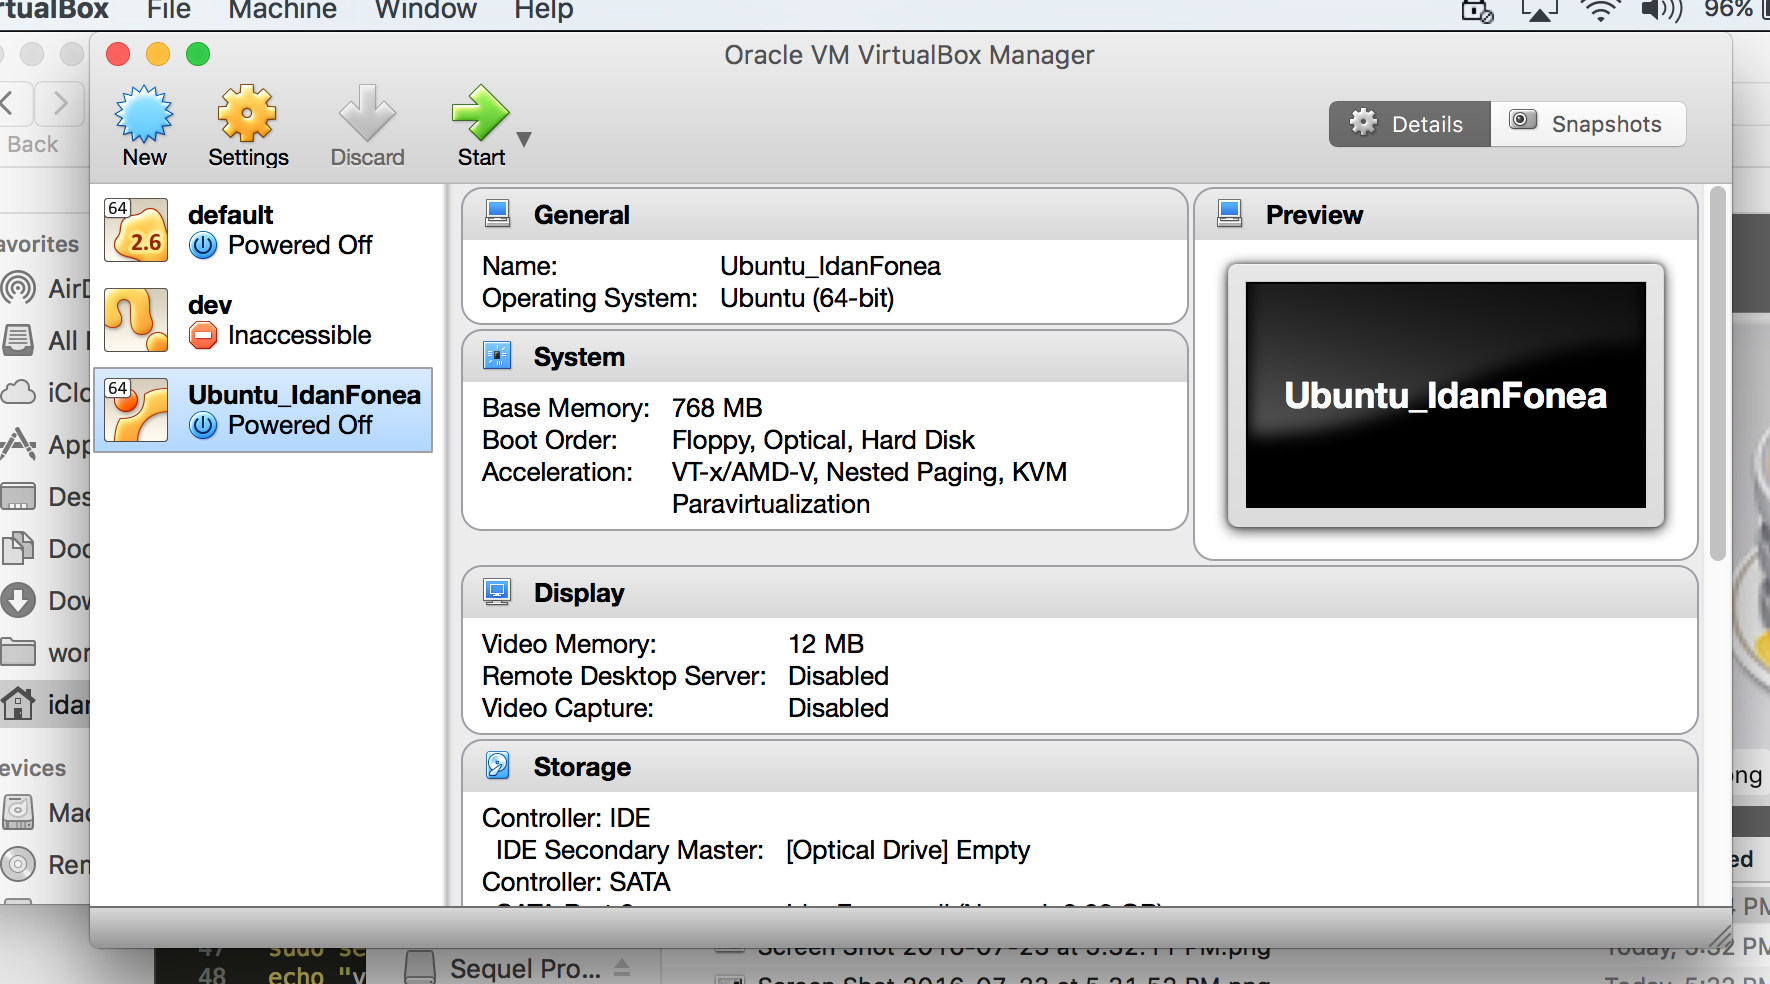 rtualBox File Machine Window Help 96%
Oracle VM VirtualBox Manager
New Settings Discard Start
Details Snapshots
Back
avorites
AirD
All
iClo
App
Des
Doc
Dow
wor
idar
evices
Mac
Rem
64
2.6
default
Powered Off
dev
Inaccessible
64
Ubuntu_IdanFonea
Powered Off
General
Name: Ubuntu_IdanFonea
Operating System: Ubuntu (64-bit)
System
Base Memory: 768 MB
Boot Order: Floppy, Optical, Hard Disk
Acceleration: VT-x/AMD-V, Nested Paging, KVM
Paravirtualization
Preview
Ubuntu_IdanFonea
Display
Video Memory: 12 MB
Remote Desktop Server: Disabled
Video Capture: Disabled
Storage
Controller: IDE
IDE Secondary Master: [Optical Drive] Empty
Controller: SATA
ng
ed
PM
47 sudo se
48 echo "v
Sequel Pro...
Screen Shot 2016-07-23 at 5.32.11 PM.png Today, 5:32 PM
Screen Shot 2016-07-23 at 5.31.52 PM.png Today, 5:32 PM